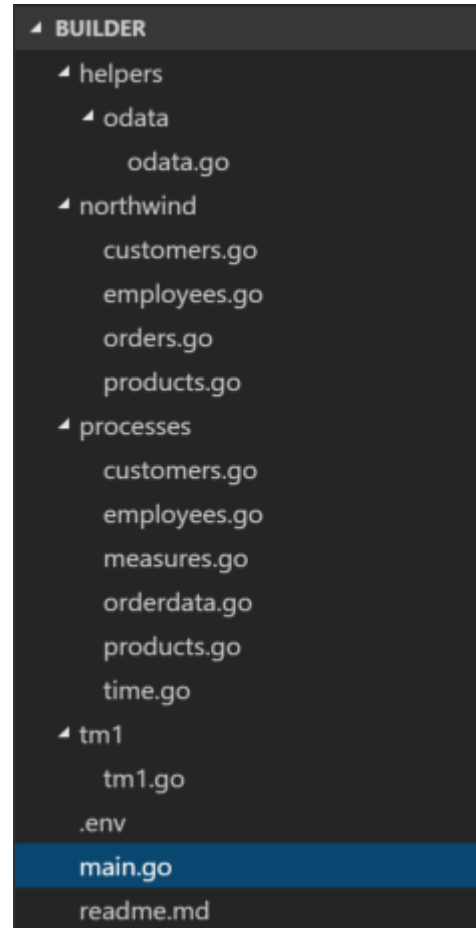 BUILDER
helpers
odata
odata.go
northwind
customers.go
employees.go
orders.go
products.go
processes
customers.go
employees.go
measures.go
orderdata.go
products.go
time.go
tm1
tm1.go
.env
main.go
readme.md